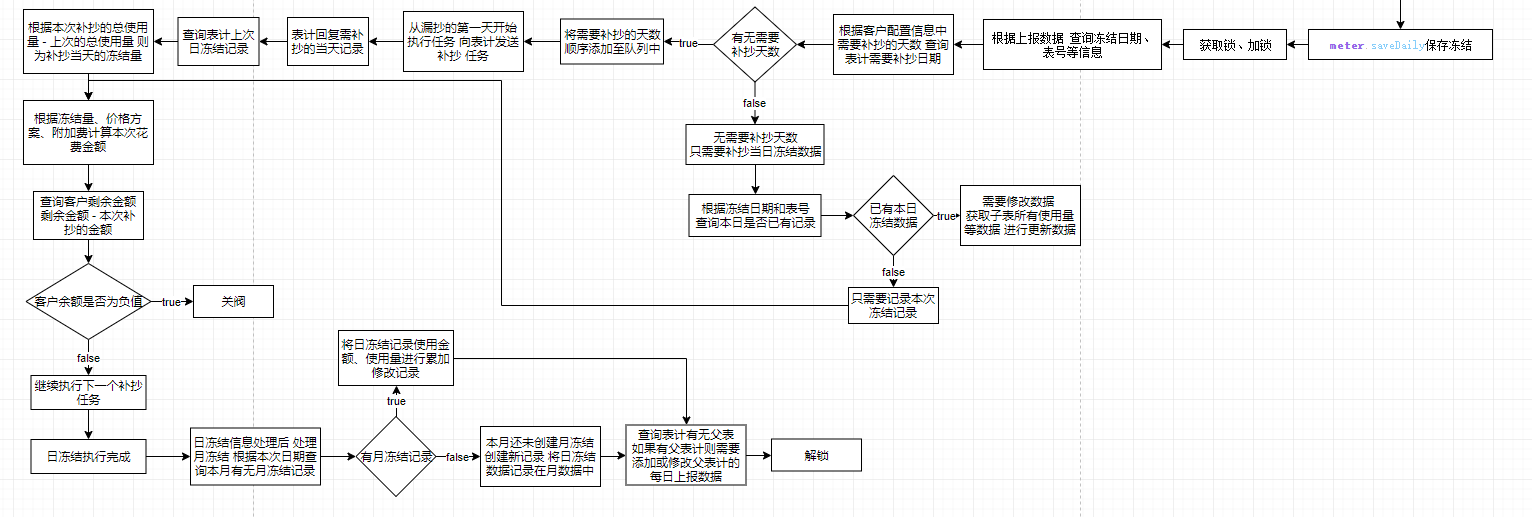 meter.saveDaily保存冻结
获取锁、加锁
根据上报数据 查询冻结日期、
表号等信息
根据客户配置信息中
需要补抄的天数 查询
表计需要补抄日期
有无需要
补抄天数
true
将需要补抄的天数
顺序添加至队列中
从漏抄的第一天开始
执行任务 向表计发送
补抄 任务
表计回复需补
抄的当天记录
查询表计上次
日冻结记录
根据本次补抄的总使用
量 - 上次的总使用量 则
为补抄当天的冻结量
根据冻结量、价格方
案、附加费计算本次花
费金额
查询客户剩余金额
剩余金额 - 本次补
抄的金额
客户余额是否为负值
true
关阀
false
继续执行下一个补抄
任务
日冻结执行完成
false
无需要补抄天数
只需要补抄当日冻结数据
根据冻结日期和表号
查询本日是否已有记录
已有本日
冻结数据
true
需要修改数据
获取子表所有使用量
等数据 进行更新数据
false
只需要记录本次
冻结记录
日冻结信息处理后 处理
月冻结 根据本次日期查
询本月有无月冻结记录
有月冻结记录
true
将日冻结记录使用金
额、使用量进行累加
修改记录
false
本月还未创建月冻结
创建新记录 将日冻结
数据记录在月数据中
查询表计有无父表
如果有父表计则需要
添加或修改父表计的
每日上报数据
解锁